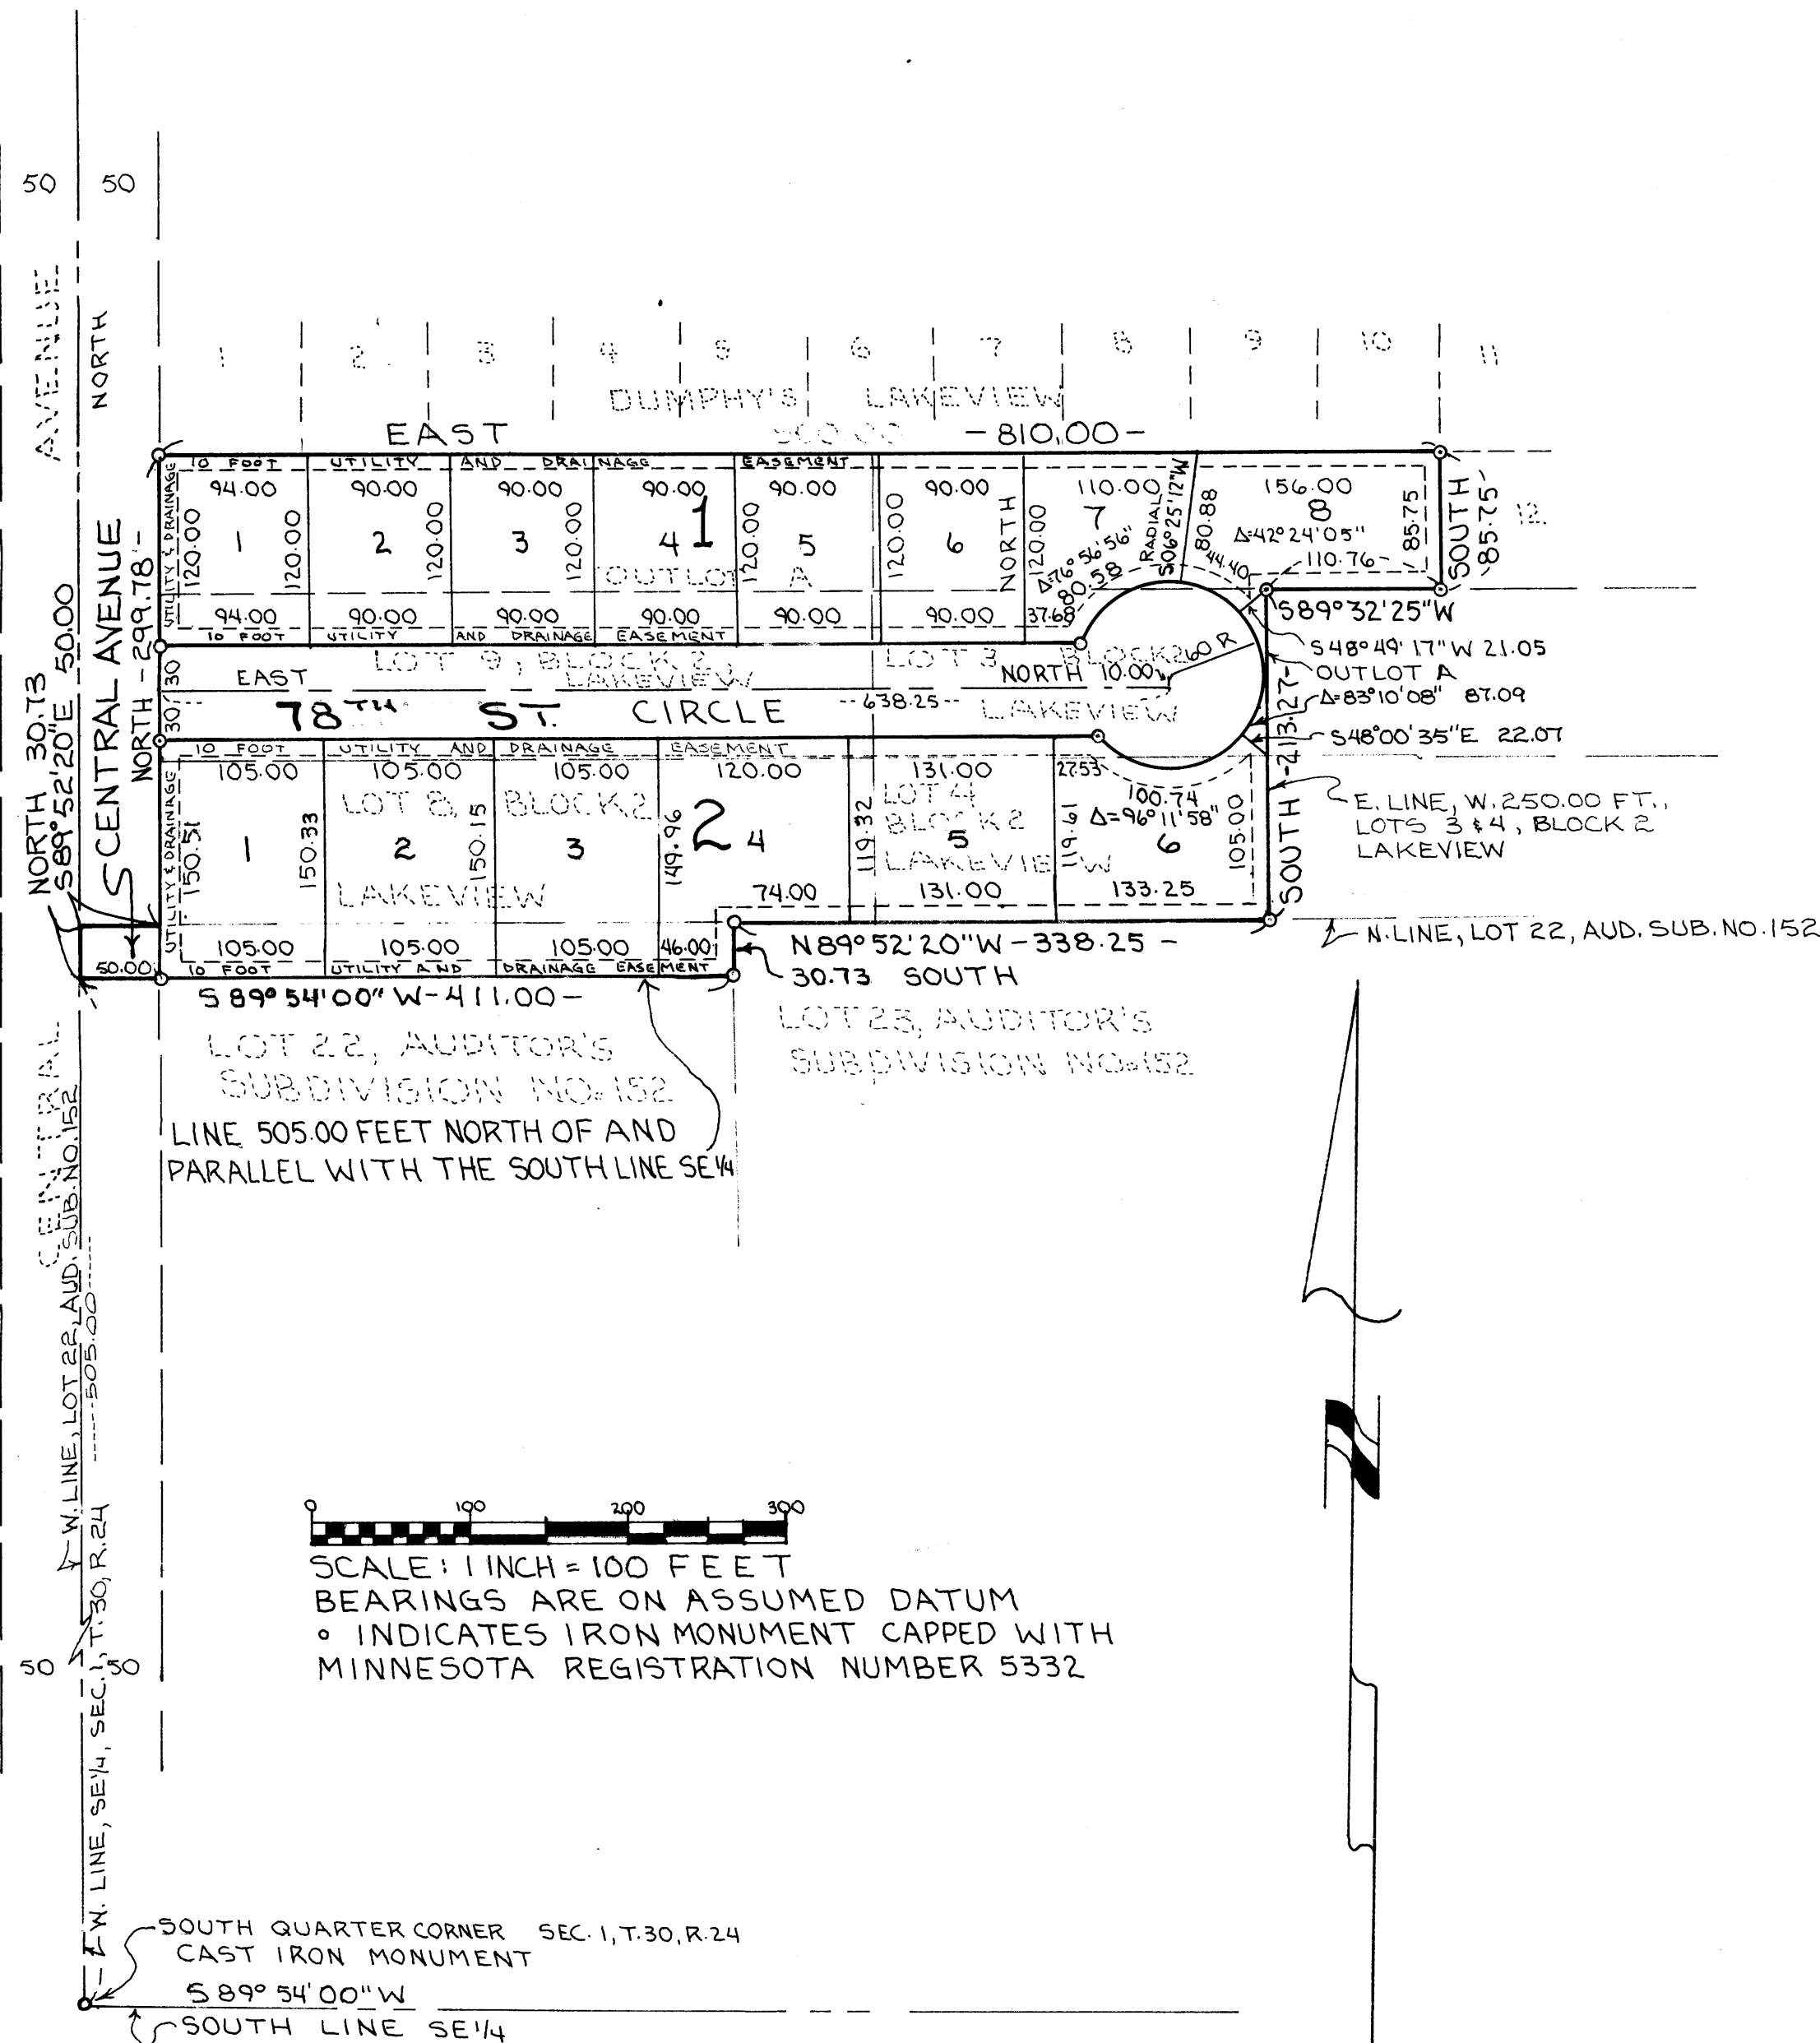 50
50
AVENUE
NORTH
1
2
3
4
5
6
7
8
9
10
11
DUMPHY'S LAKEVIEW
EAST
-810.00-
10 FOOT UTILITY AND DRAINAGE EASEMENT
94.00
90.00
90.00
90.00
90.00
90.00
110.00
156.00
UTILITY & DRAINAGE
120.00
120.00
120.00
120.00
120.00
120.00
NORTH
120.00
1
2
3
4
1
5
6
7
8
RADIAL
S06°25'12"W
80.88
Δ=42°24'05"
44.40
-110.76-
85.75
SOUTH
-85.75-
12.
OUTLOT A
Δ=76°56'56"
80.58
94.00
90.00
90.00
90.00
90.00
90.00
37.68
10 FOOT UTILITY AND DRAINAGE EASEMENT
S89°32'25"W
S48°49'17"W 21.05
OUTLOT A
Δ=83°10'08" 87.09
S48°00'35"E 22.07
CENTRAL AVENUE
NORTH -299.78-
NORTH 30.73
S89°52'20"E 50.00
30
30
LOT 9, BLOCK 2
LAKEVIEW
LOT 3 BLOCK 2
LAKEVIEW
EAST
NORTH 10.00
60 R
78TH ST. CIRCLE
--638.25--
SOUTH -213.27-
10 FOOT UTILITY AND DRAINAGE EASEMENT
105.00
105.00
105.00
120.00
131.00
27.53
100.74
Δ=96°11'58"
UTILITY & DRAINAGE
150.51
150.33
150.15
149.96
119.32
119.61
105.00
LOT 8, BLOCK 2
LAKEVIEW
LOT 4
BLOCK 2
LAKEVIEW
1
2
3
2
4
5
6
74.00
131.00
133.25
E. LINE, W. 250.00 FT.,
LOTS 3 & 4, BLOCK 2
LAKEVIEW
N. LINE, LOT 22, AUD. SUB. NO. 152
105.00
105.00
105.00
46.00
50.00
10 FOOT UTILITY AND DRAINAGE EASEMENT
N89°52'20"W-338.25-
30.73 SOUTH
S89°54'00"W-411.00-
LOT 22, AUDITOR'S
SUBDIVISION NO. 152
LOT 23, AUDITOR'S
SUBDIVISION NO. 152
LINE 505.00 FEET NORTH OF AND
PARALLEL WITH THE SOUTH LINE SE 1/4
CENTRAL
W. LINE, LOT 22, AUD. SUB. NO. 152
------505.00------
0
100
200
300
SCALE: 1 INCH = 100 FEET
BEARINGS ARE ON ASSUMED DATUM
° INDICATES IRON MONUMENT CAPPED WITH
MINNESOTA REGISTRATION NUMBER 5332
50
50
W. LINE, SE 1/4, SEC. 1, T.30, R.24
SOUTH QUARTER CORNER SEC. 1, T.30, R.24
CAST IRON MONUMENT
S 89° 54' 00" W
SOUTH LINE SE 1/4